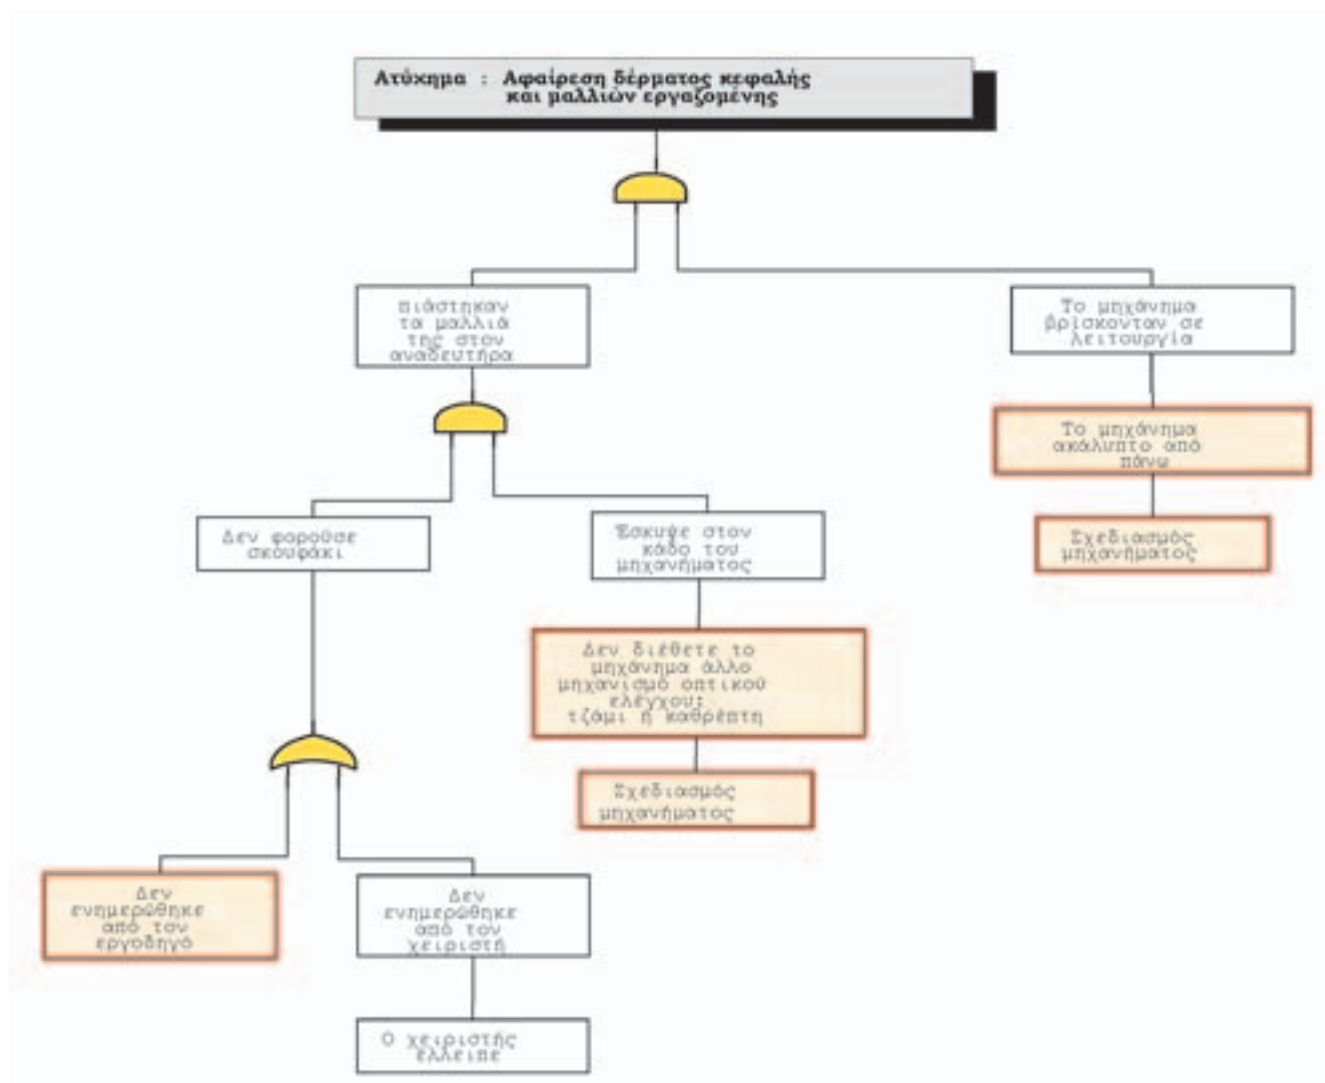 Ατύχημα : Αφαίρεση δέρματος κεφαλής
και μαλλιών εργαζομένης
Πιάστηκαν
τα μαλλιά
της στον
αναδευτήρα
Το μηχάνημα
βρίσκονταν σε
λειτουργία
Το μηχάνημα
ακάλυπτο από
πάνω
Σχεδιασμός
μηχανήματος
Δεν φορούσε
σκουφάκι
Έσκυψε στον
κάδο του
μηχανήματος
Δεν διέθετε το
μηχάνημα άλλο
μηχανισμό οπτικού
ελέγχου:
τζάμι ή καθρέπτη
Σχεδιασμός
μηχανήματος
Δεν
ενημερώθηκε
από τον
εργοδηγό
Δεν
ενημερώθηκε
από τον
χειριστή
Ο χειριστής
έλλειπε